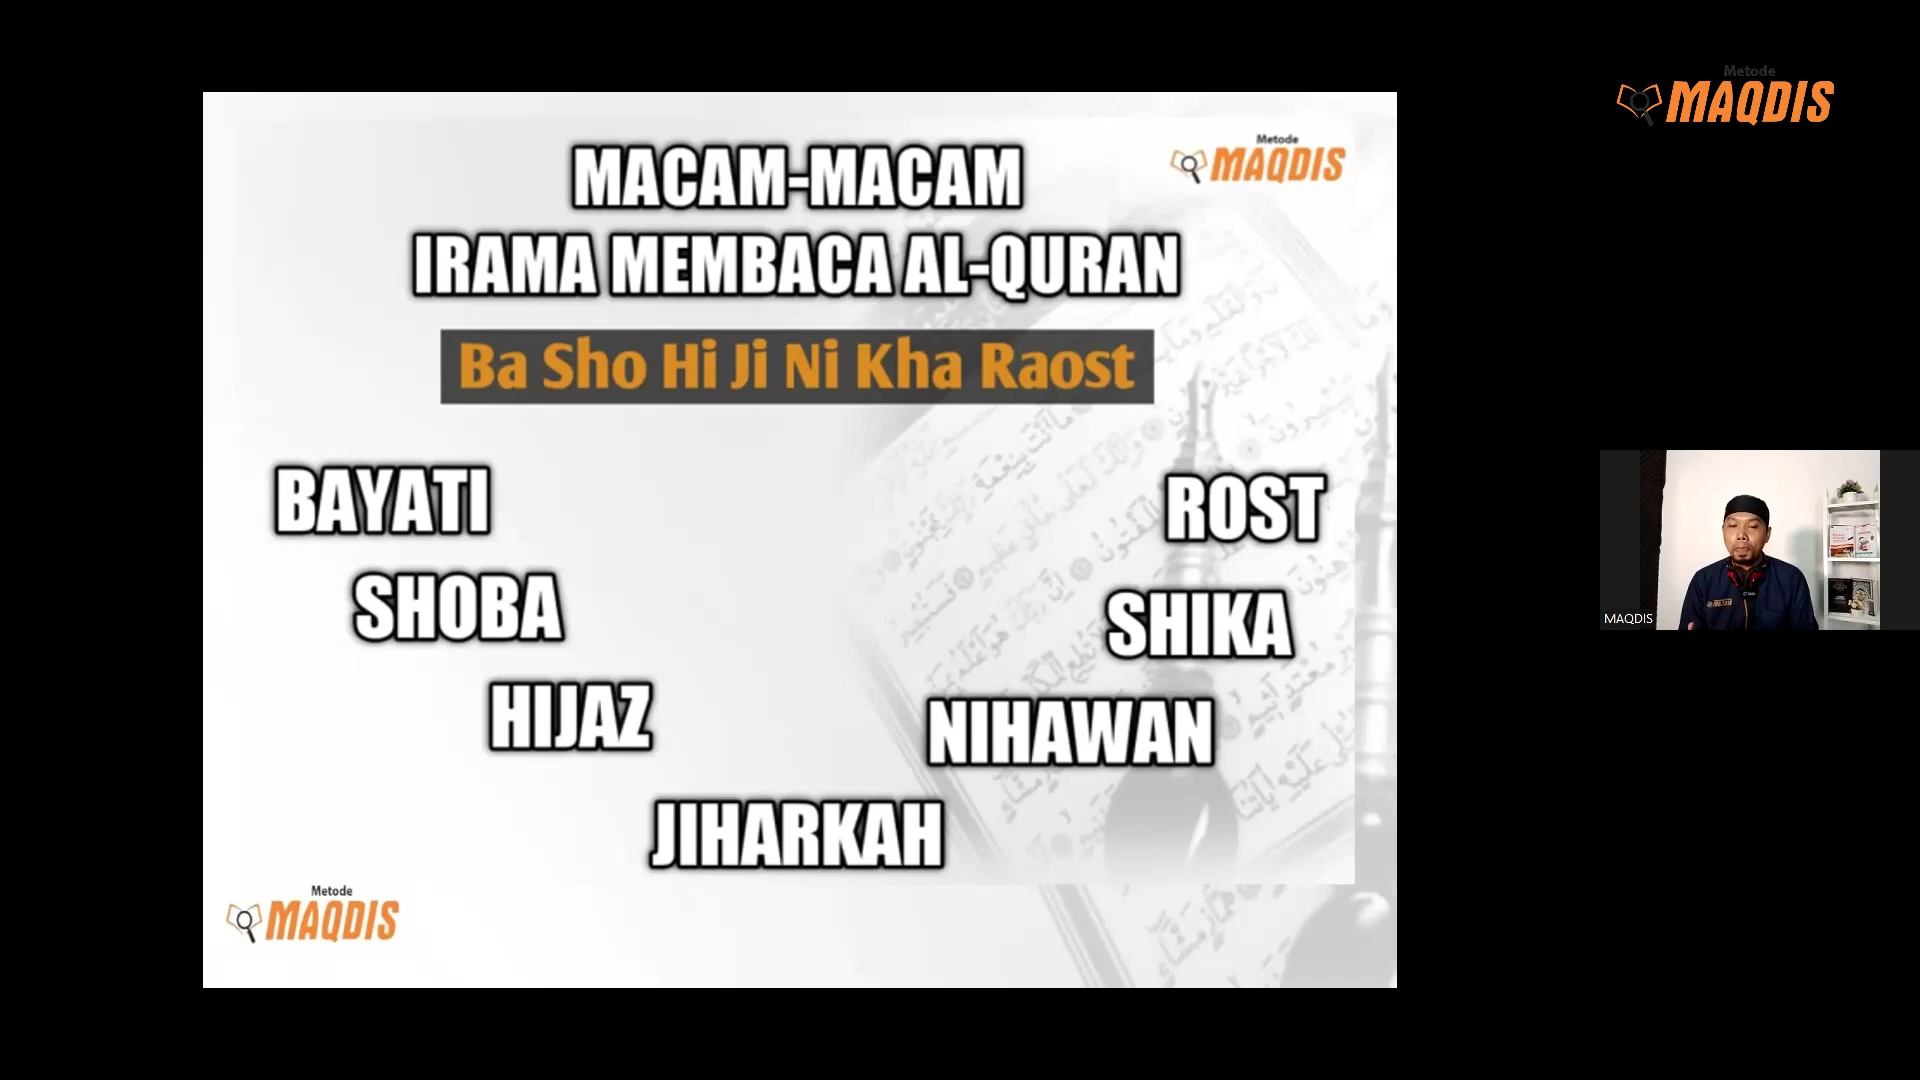 Metode
MAQDIS
Metode
MAQDIS
MACAM-MACAM
IRAMA MEMBACA AL-QURAN
Ba Sho Hi Ji Ni Kha Raost
BAYATI
ROST
SHOBA
SHIKA
HIJAZ
NIHAWAN
JIHARKAH
Metode
MAQDIS
MAQDIS